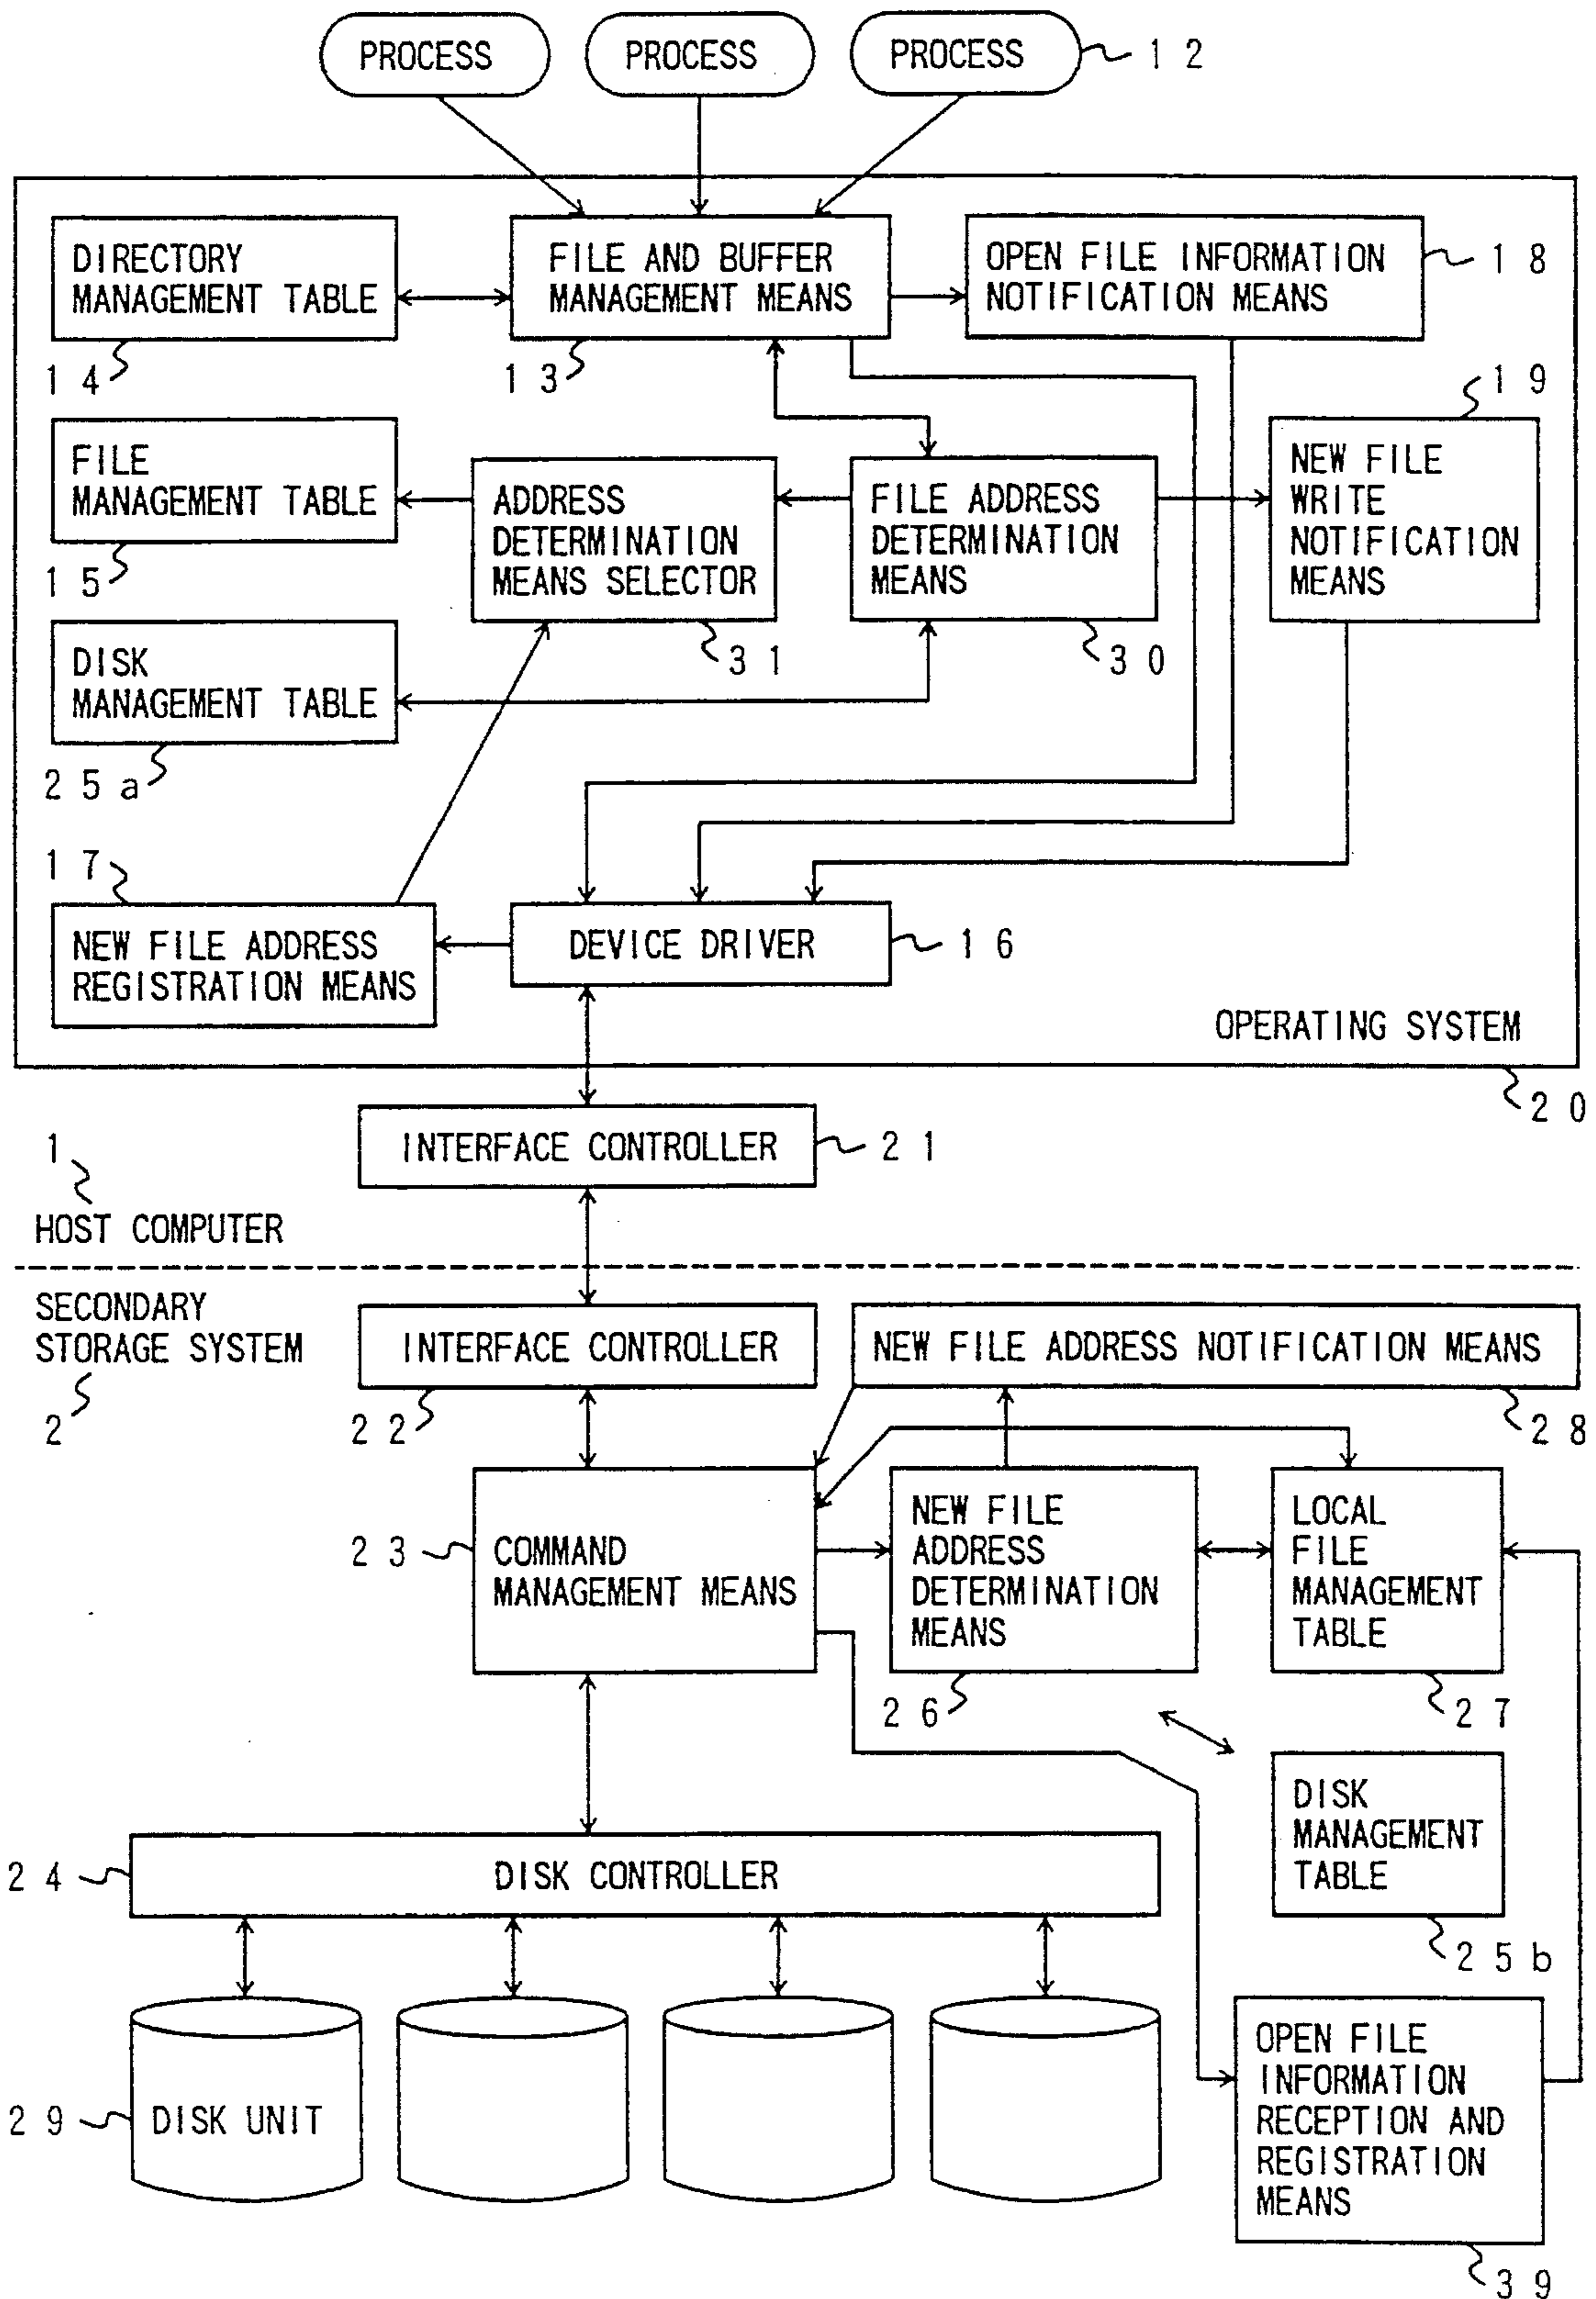 PROCESS
PROCESS
PROCESS
12
DIRECTORY
MANAGEMENT TABLE
14
FILE AND BUFFER
MANAGEMENT MEANS
13
OPEN FILE INFORMATION
NOTIFICATION MEANS
18
19
FILE
MANAGEMENT TABLE
15
ADDRESS
DETERMINATION
MEANS SELECTOR
31
FILE ADDRESS
DETERMINATION
MEANS
30
NEW FILE
WRITE
NOTIFICATION
MEANS
DISK
MANAGEMENT TABLE
25a
17
NEW FILE ADDRESS
REGISTRATION MEANS
DEVICE DRIVER
16
OPERATING SYSTEM
20
INTERFACE CONTROLLER
21
1
HOST COMPUTER
SECONDARY
STORAGE SYSTEM
2
INTERFACE CONTROLLER
22
NEW FILE ADDRESS NOTIFICATION MEANS
28
23
COMMAND
MANAGEMENT MEANS
NEW FILE
ADDRESS
DETERMINATION
MEANS
26
LOCAL
FILE
MANAGEMENT
TABLE
27
DISK
MANAGEMENT
TABLE
25b
24
DISK CONTROLLER
29
DISK UNIT
OPEN FILE
INFORMATION
RECEPTION AND
REGISTRATION
MEANS
39